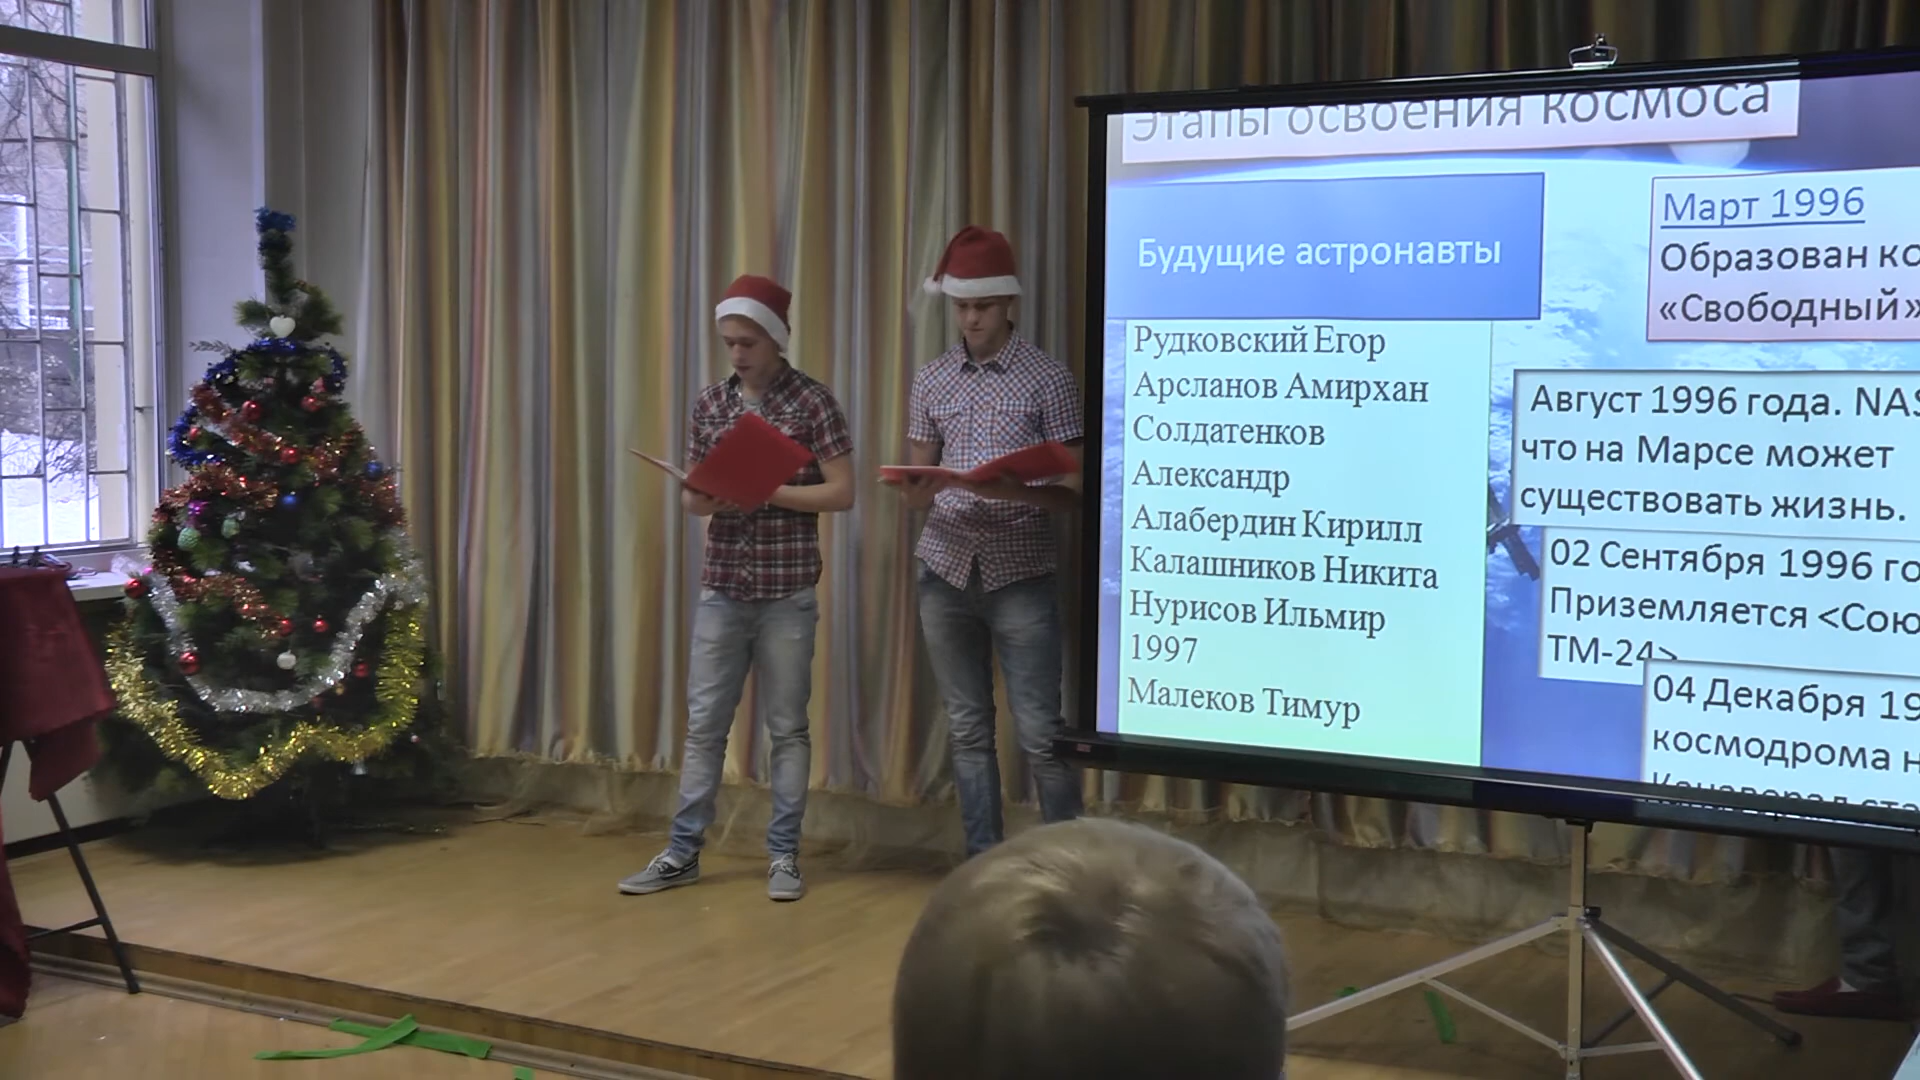 Этапы освоения космоса
Будущие астронавты
Рудковский Егор
Арсланов Амирхан
Солдатенков
Александр
Алабердин Кирилл
Калашников Никита
Нурисов Ильмир
1997
Малеков Тимур
Март 1996
Образован ко
«Свободный»
Август 1996 года. NAS
что на Марсе может
существовать жизнь.
02 Сентября 1996 го
Приземляется <Сою
ТМ-24>
04 Декабря 19
космодрома н
Канаверал ста